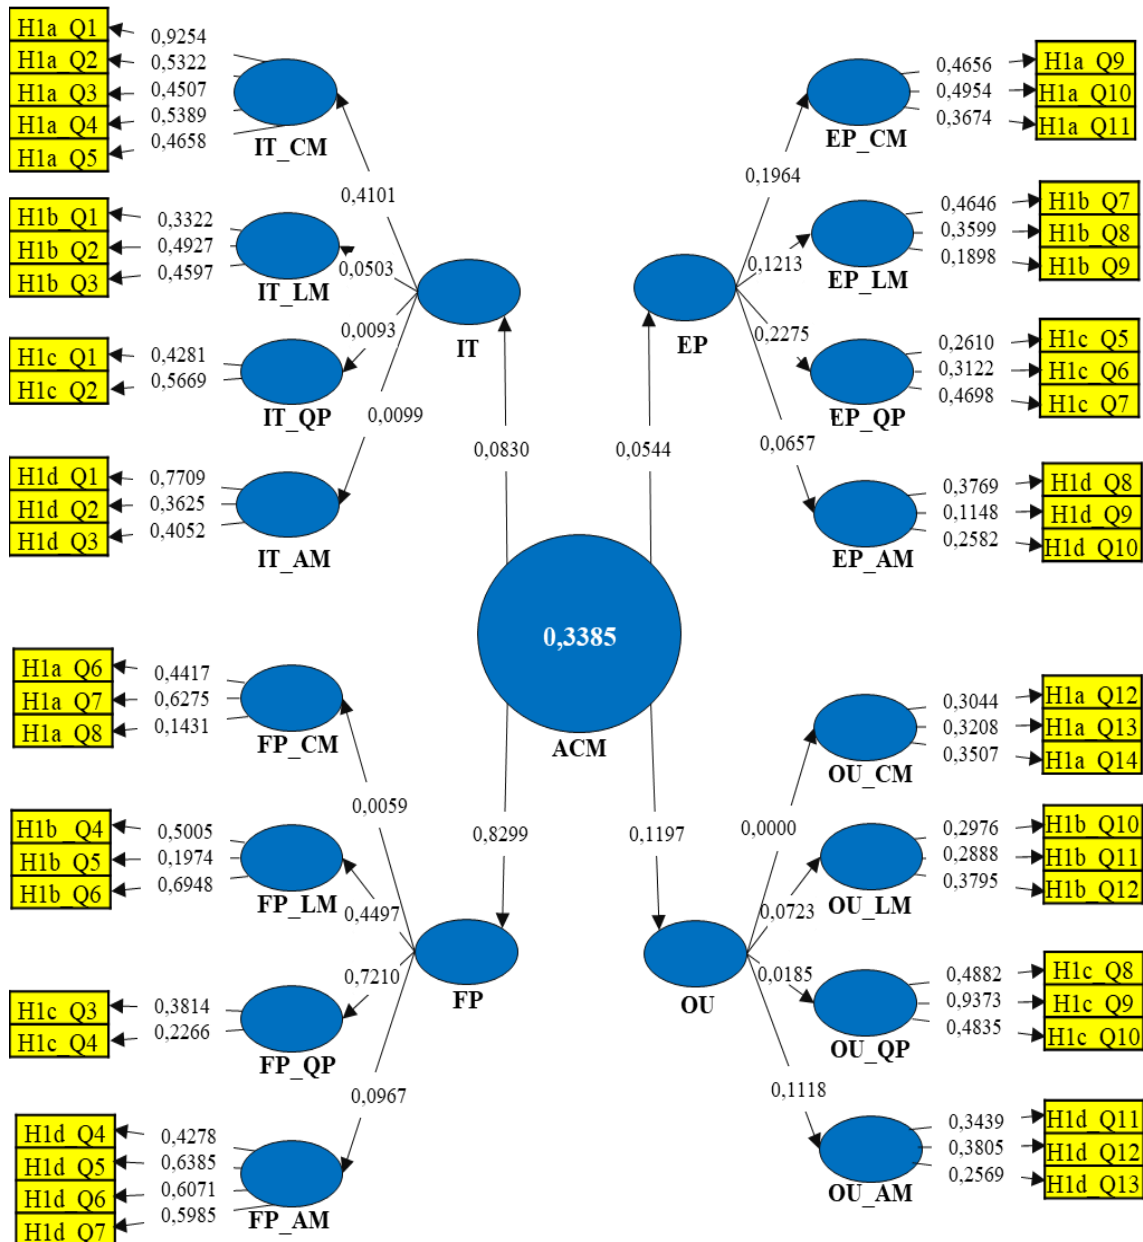 H1a_Q1
H1a_Q2
H1a_Q3
H1a_Q4
H1a_Q5
0,9254
0,5322
0,4507
0,5389
0,4658
IT_CM
H1b_Q1
H1b_Q2
H1b_Q3
0,3322
0,4927
0,4597
IT_LM
H1c_Q1
H1c_Q2
0,4281
0,5669
IT_QP
H1d_Q1
H1d_Q2
H1d_Q3
0,7709
0,3625
0,4052
IT_AM
0,4101
0,0503
0,0093
0,0099
IT
0,0830
EP_CM
0,4656
0,4954
0,3674
H1a_Q9
H1a_Q10
H1a_Q11
EP_LM
0,4646
0,3599
0,1898
H1b_Q7
H1b_Q8
H1b_Q9
EP_QP
0,2610
0,3122
0,4698
H1c_Q5
H1c_Q6
H1c_Q7
EP_AM
0,3769
0,1148
0,2582
H1d_Q8
H1d_Q9
H1d_Q10
0,1964
0,1213
0,2275
0,0657
EP
0,0544
0,3385
ACM
H1a_Q6
H1a_Q7
H1a_Q8
0,4417
0,6275
0,1431
FP_CM
H1b_Q4
H1b_Q5
H1b_Q6
0,5005
0,1974
0,6948
FP_LM
H1c_Q3
H1c_Q4
0,3814
0,2266
FP_QP
H1d_Q4
H1d_Q5
H1d_Q6
H1d_Q7
0,4278
0,6385
0,6071
0,5985
FP_AM
0,0059
0,4497
0,7210
0,0967
FP
0,8299
OU_CM
0,3044
0,3208
0,3507
H1a_Q12
H1a_Q13
H1a_Q14
OU_LM
0,2976
0,2888
0,3795
H1b_Q10
H1b_Q11
H1b_Q12
OU_QP
0,4882
0,9373
0,4835
H1c_Q8
H1c_Q9
H1c_Q10
OU_AM
0,3439
0,3805
0,2569
H1d_Q11
H1d_Q12
H1d_Q13
0,0000
0,0723
0,0185
0,1118
OU
0,1197